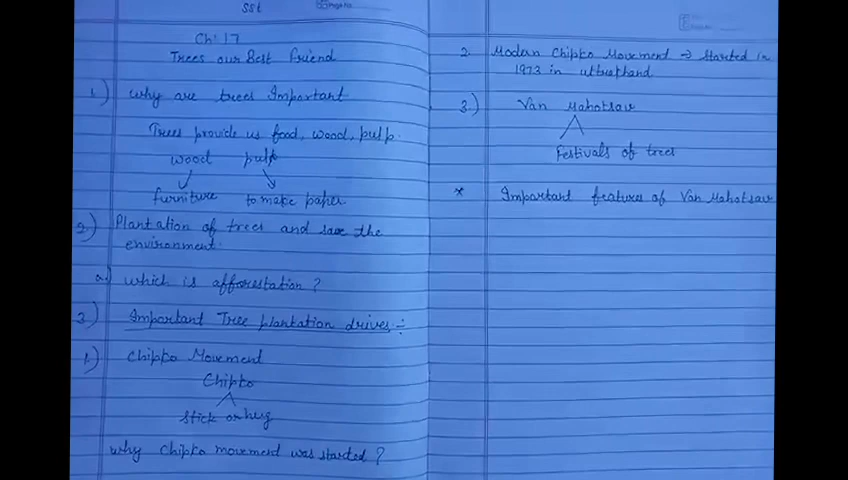 SSt
Ch: 17
Trees our Best Friend
1.) Why are trees Important
Trees provide us food, wood, pulp.
wood pulp
furniture to make paper
2.) Plantation of trees and save the
environment.
a.) which is afforestation ?
3.) Important Tree plantation drives :-
1.) Chipko Movement
Chipko
stick or hug
why Chipko movement was started ?
2. Modern Chipko Movement → Started in
1973 in uttrakhand
3.) Van Mahotsav
Festivals of trees
* Important features of Van Mahotsav